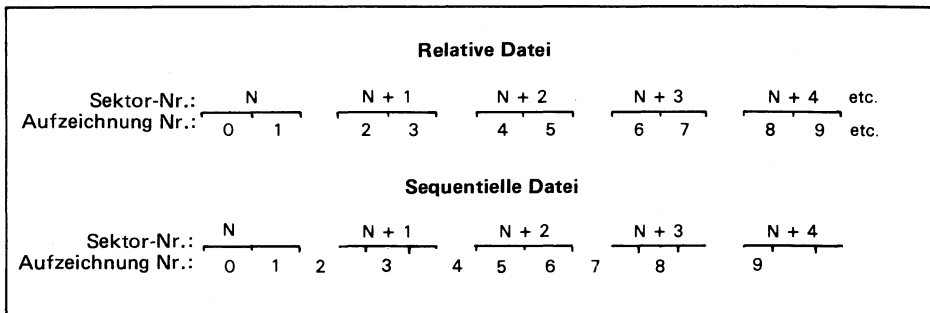 Relative Datei
Sektor-Nr.: N N + 1 N + 2 N + 3 N + 4 etc.
Aufzeichnung Nr.: 0 1 2 3 4 5 6 7 8 9 etc.
Sequentielle Datei
Sektor-Nr.: N N + 1 N + 2 N + 3 N + 4
Aufzeichnung Nr.: 0 1 2 3 4 5 6 7 8 9